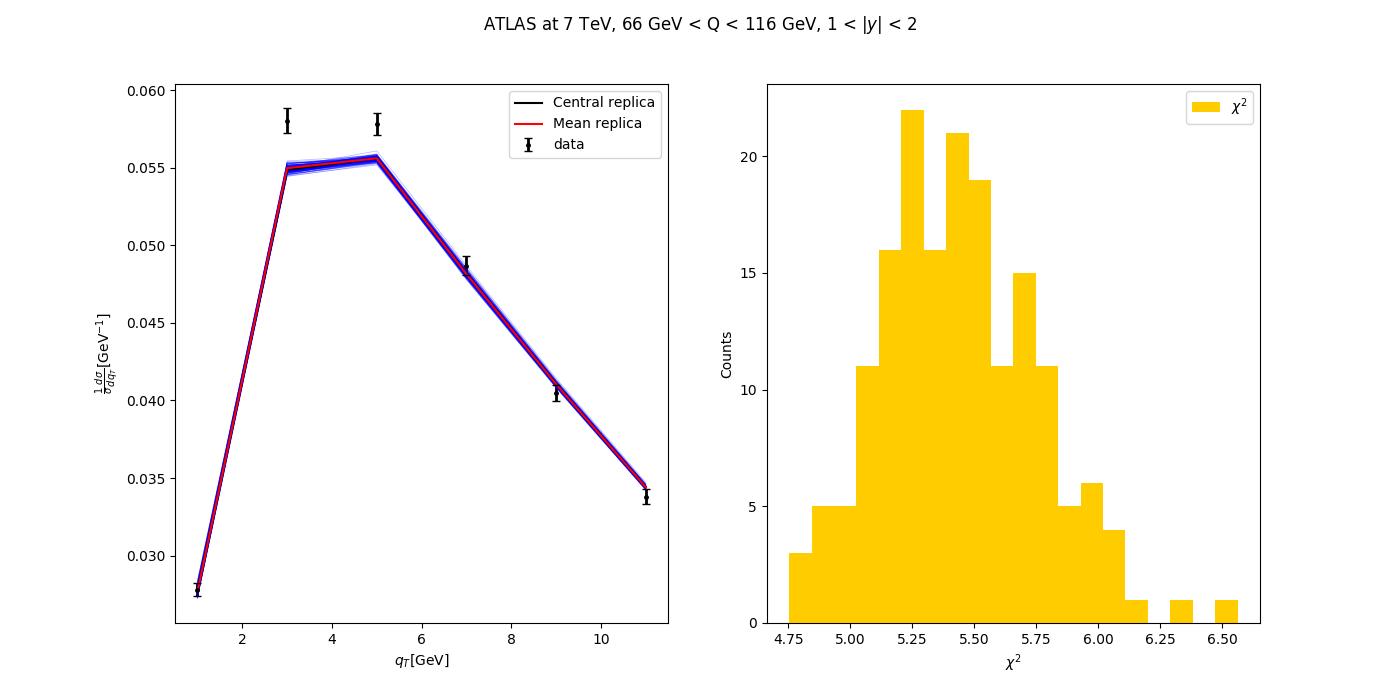 ATLAS at 7 TeV, 66 GeV < Q < 116 GeV, 1 < |y| < 2
0.060
0.055
0.050
0.045
0.040
0.035
0.030
1/σ dσ/dq_T [GeV⁻¹]
Central replica
Mean replica
data
2 4 6 8 10
q_T[GeV]
χ²
20
15
10
5
0
Counts
4.75 5.00 5.25 5.50 5.75 6.00 6.25 6.50
χ²